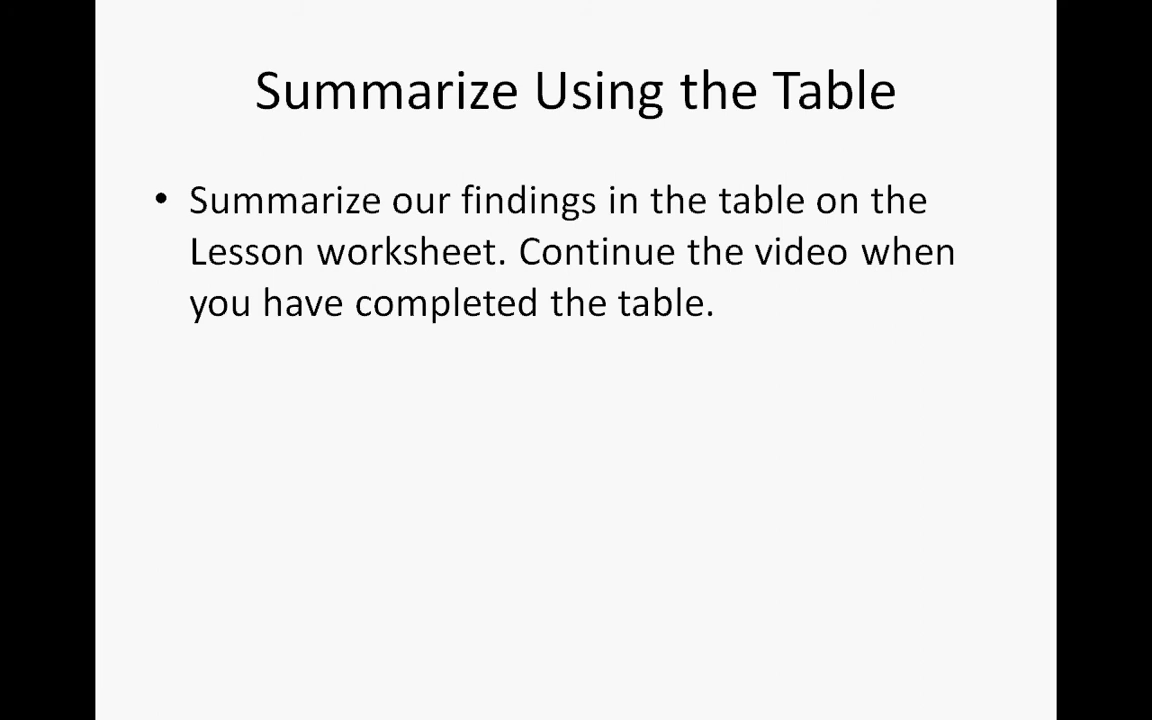 Summarize Using the Table
• Summarize our findings in the table on the
Lesson worksheet. Continue the video when
you have completed the table.